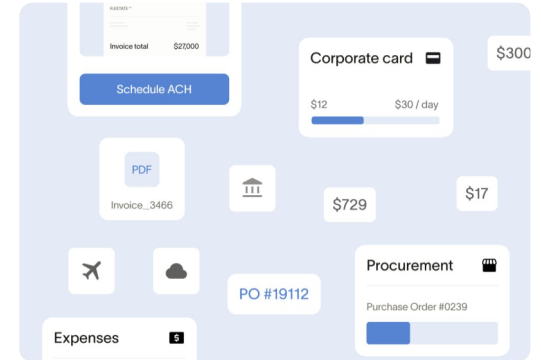 Invoice total $27,000
Schedule ACH
Corporate card
$300
$12 $30 / day
PDF
Invoice_3466
$729
$17
PO #19112
Procurement
Purchase Order #0239
Expenses
$